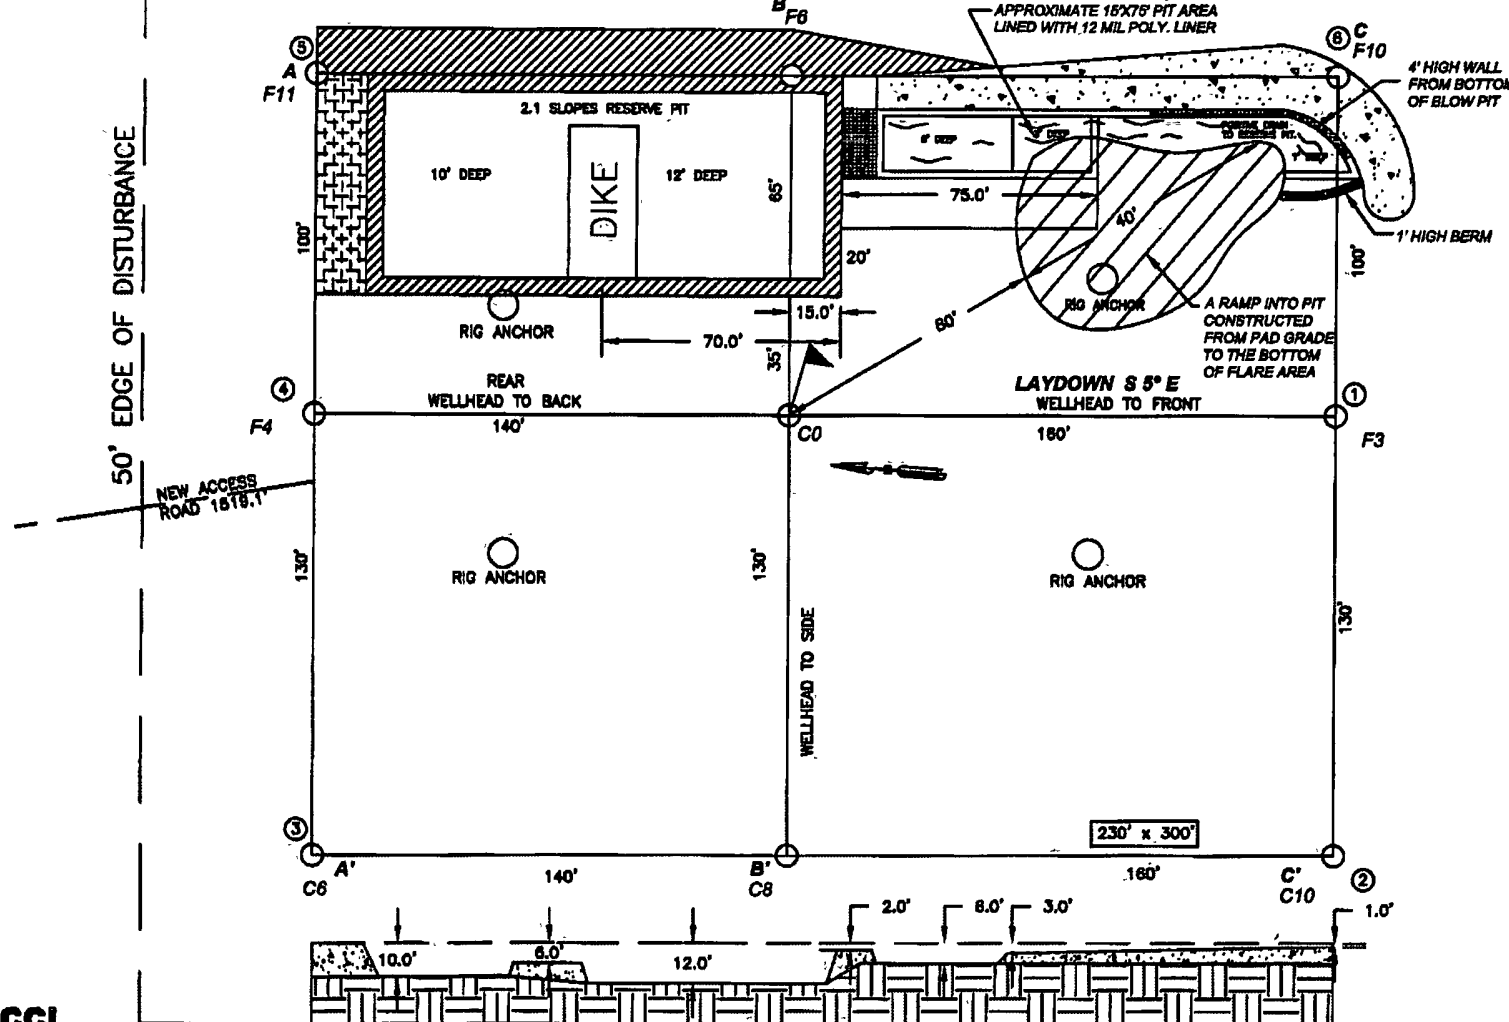 B
F6
APPROXIMATE 15'X75' PIT AREA
LINED WITH 12 MIL POLY. LINER
5
A
F11
6
C
F10
4' HIGH WALL
FROM BOTTOM
OF BLOW PIT
2.1 SLOPES RESERVE PIT
10' DEEP
DIKE
12' DEEP
65'
DEEP
DEEP
75.0'
40'
1' HIGH BERM
100'
20'
100'
RIG ANCHOR
RIG ANCHOR
A RAMP INTO PIT
CONSTRUCTED
FROM PAD GRADE
TO THE BOTTOM
OF FLARE AREA
15.0'
70.0'
35'
80'
50' EDGE OF DISTURBANCE
4
F4
REAR
WELLHEAD TO BACK
140'
LAYDOWN S 5° E
WELLHEAD TO FRONT
160'
C0
1
F3
NEW ACCESS
ROAD 1519.1'
130'
RIG ANCHOR
130'
RIG ANCHOR
130'
WELLHEAD TO SIDE
230' x 300'
3
A'
C6
140'
B'
C8
160'
C'
C10
2
2.0'
3.0'
1.0'
10.0'
6.0'
12.0'